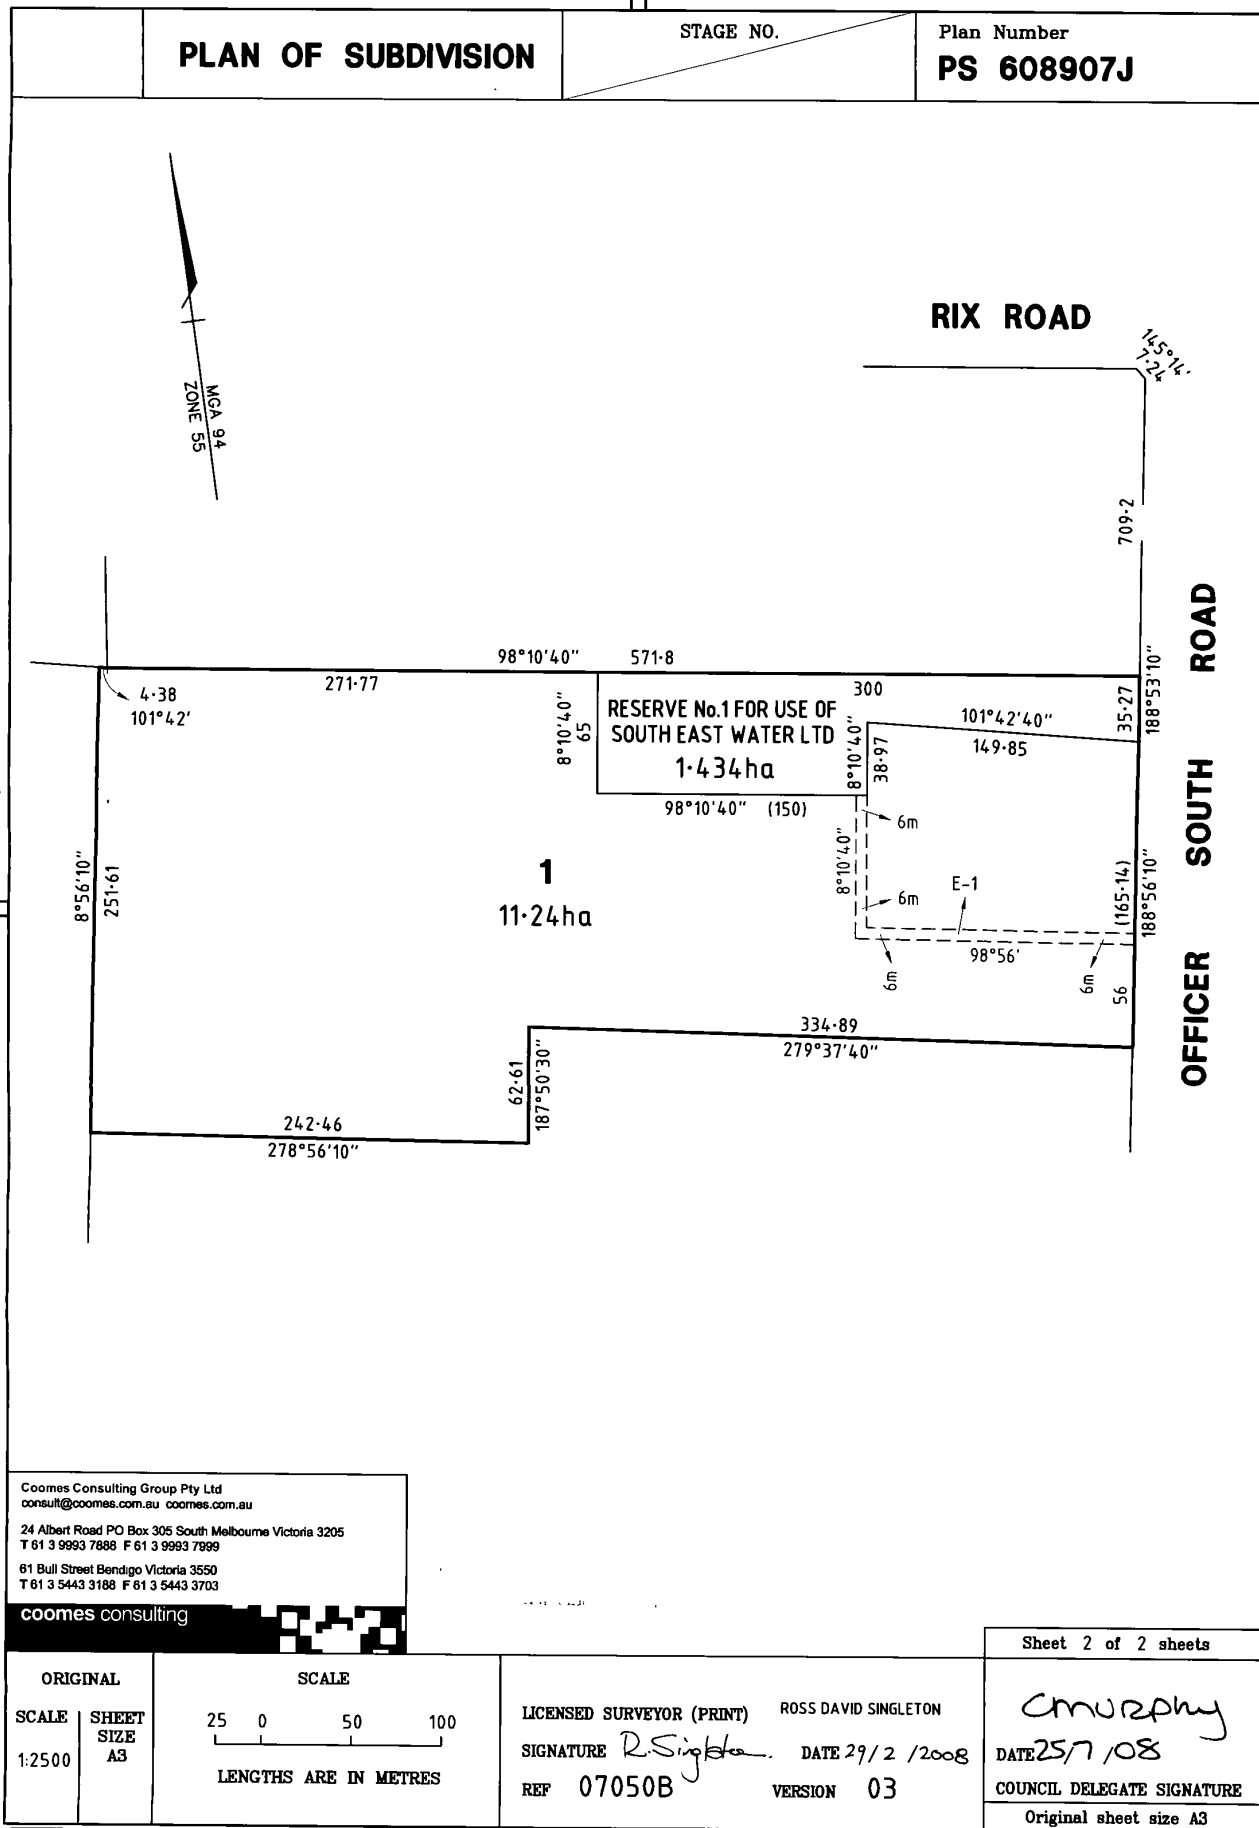 PLAN OF SUBDIVISION
STAGE NO.
Plan Number
PS 608907J
MGA 94
ZONE 55
RIX ROAD
145°14'
7·24
709·2
OFFICER SOUTH ROAD
98°10'40" 571·8
4·38
101°42'
271·77
300
8°10'40"
65
RESERVE No.1 FOR USE OF
SOUTH EAST WATER LTD
1·434ha
98°10'40" (150)
8°10'40"
38·97
101°42'40"
149·85
35·27
188°53'10"
6m
8°10'40"
6m
E-1
98°56'
6m
6m
(165·14)
188°56'10"
56
1
11·24ha
8°56'10"
251·61
334·89
279°37'40"
62·61
187°50'30"
242·46
278°56'10"
Coomes Consulting Group Pty Ltd
consult@coomes.com.au coomes.com.au
24 Albert Road PO Box 305 South Melbourne Victoria 3205
T 61 3 9993 7888 F 61 3 9993 7999
61 Bull Street Bendigo Victoria 3550
T 61 3 5443 3188 F 61 3 5443 3703
coomes consulting
ORIGINAL
SCALE
1:2500
SHEET
SIZE
A3
SCALE
25 0 50 100
LENGTHS ARE IN METRES
LICENSED SURVEYOR (PRINT) ROSS DAVID SINGLETON
SIGNATURE R.Singleton DATE 29/2/2008
REF 07050B VERSION 03
Sheet 2 of 2 sheets
CMURPHY
DATE 25/7/08
COUNCIL DELEGATE SIGNATURE
Original sheet size A3